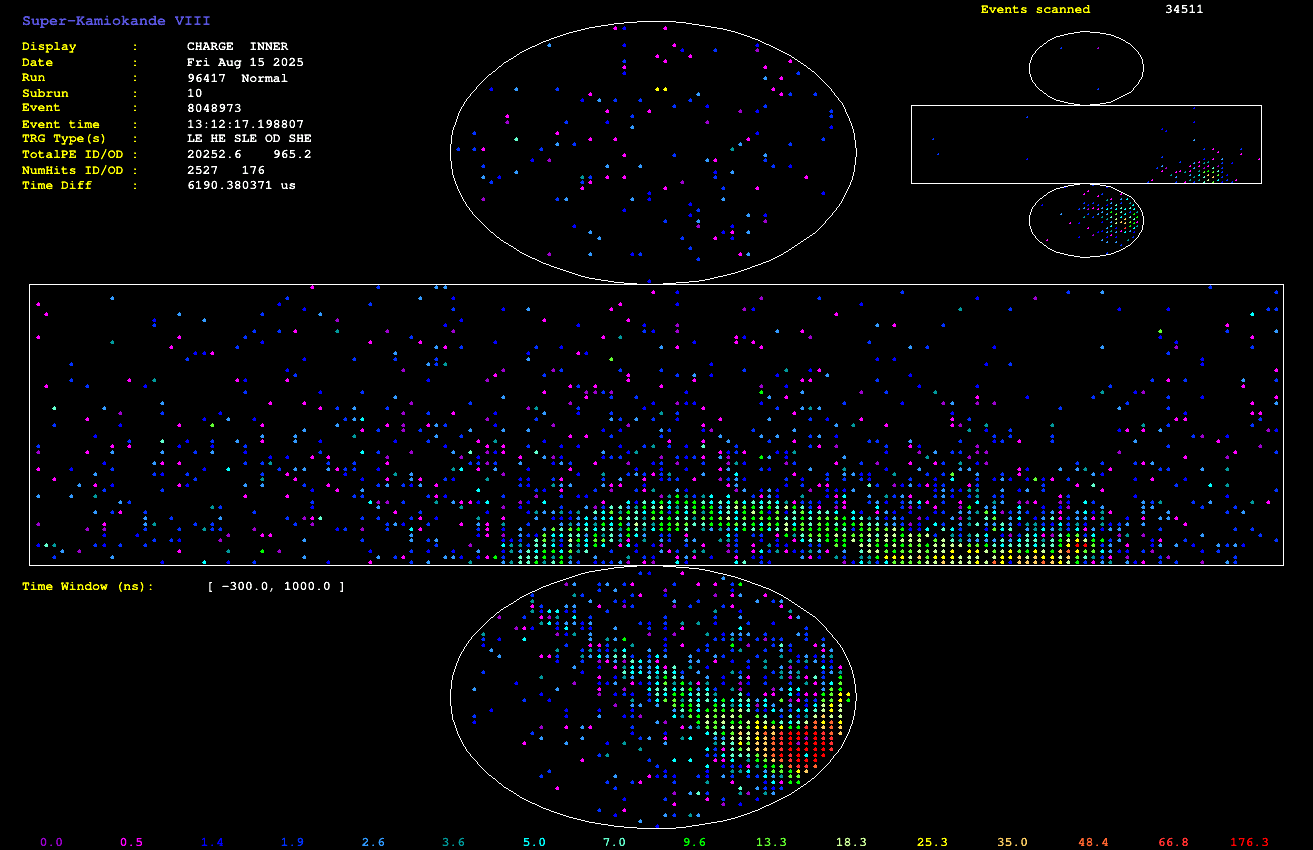 Super-Kamiokande VIII
Events scanned 34511
Display : CHARGE INNER
Date : Fri Aug 15 2025
Run : 96417 Normal
Subrun : 10
Event : 8048973
Event time : 13:12:17.198807
TRG Type(s) : LE HE SLE OD SHE
TotalPE ID/OD : 20252.6 965.2
NumHits ID/OD : 2527 176
Time Diff : 6190.380371 us
Time Window (ns): [ -300.0, 1000.0 ]
0.0 0.5 1.4 1.9 2.6 3.6 5.0 7.0 9.6 13.3 18.3 25.3 35.0 48.4 66.8 176.3